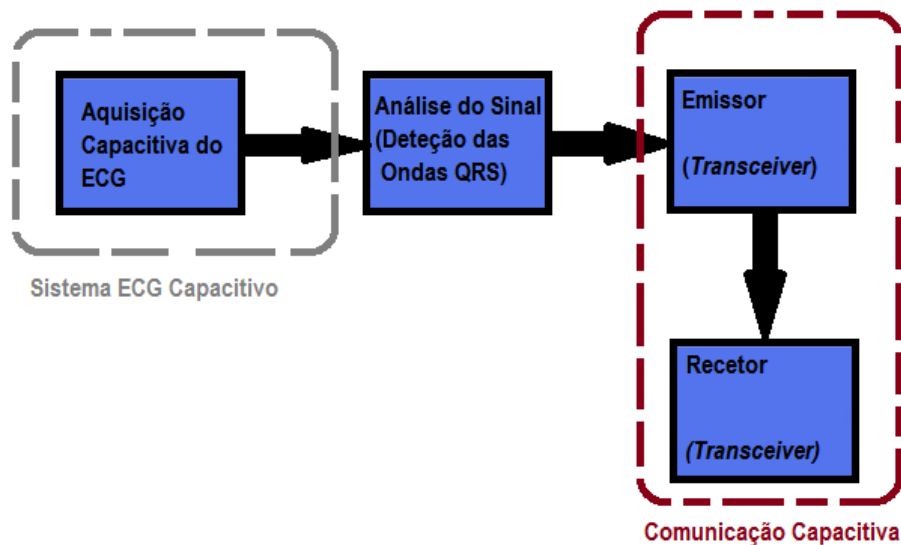 Aquisição
Capacitiva do
ECG
Análise do Sinal
(Deteção das
Ondas QRS)
Emissor
(Transceiver)
Sistema ECG Capacitivo
Recetor
(Transceiver)
Comunicação Capacitiva